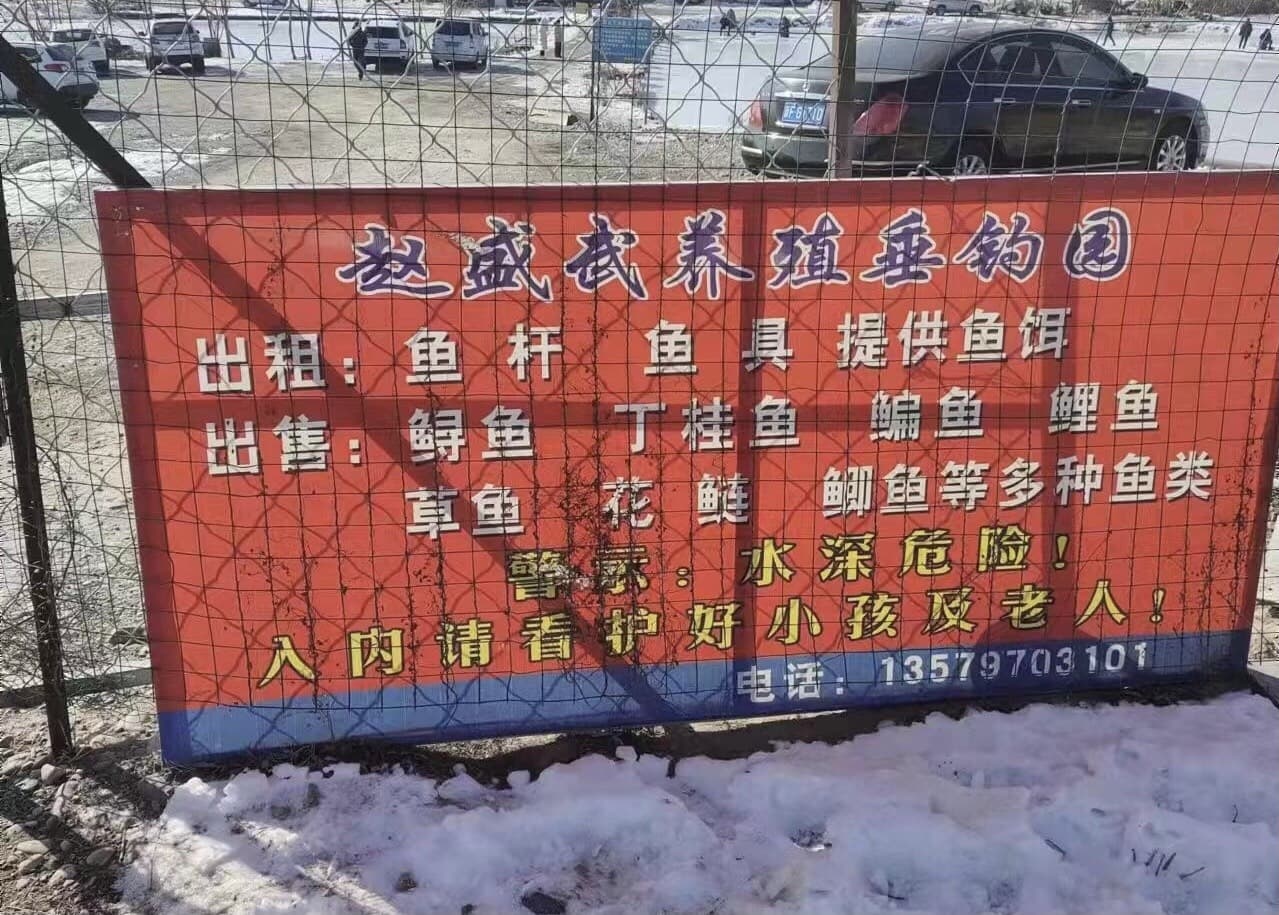 赵盛武养殖垂钓园
出租：鱼杆 鱼具 提供鱼饵
出售：鲟鱼 丁桂鱼 鳊鱼 鲤鱼
草鱼 花鲢 鲫鱼等多种鱼类
警示：水深危险！
入内请看护好小孩及老人！
电话：13579703101